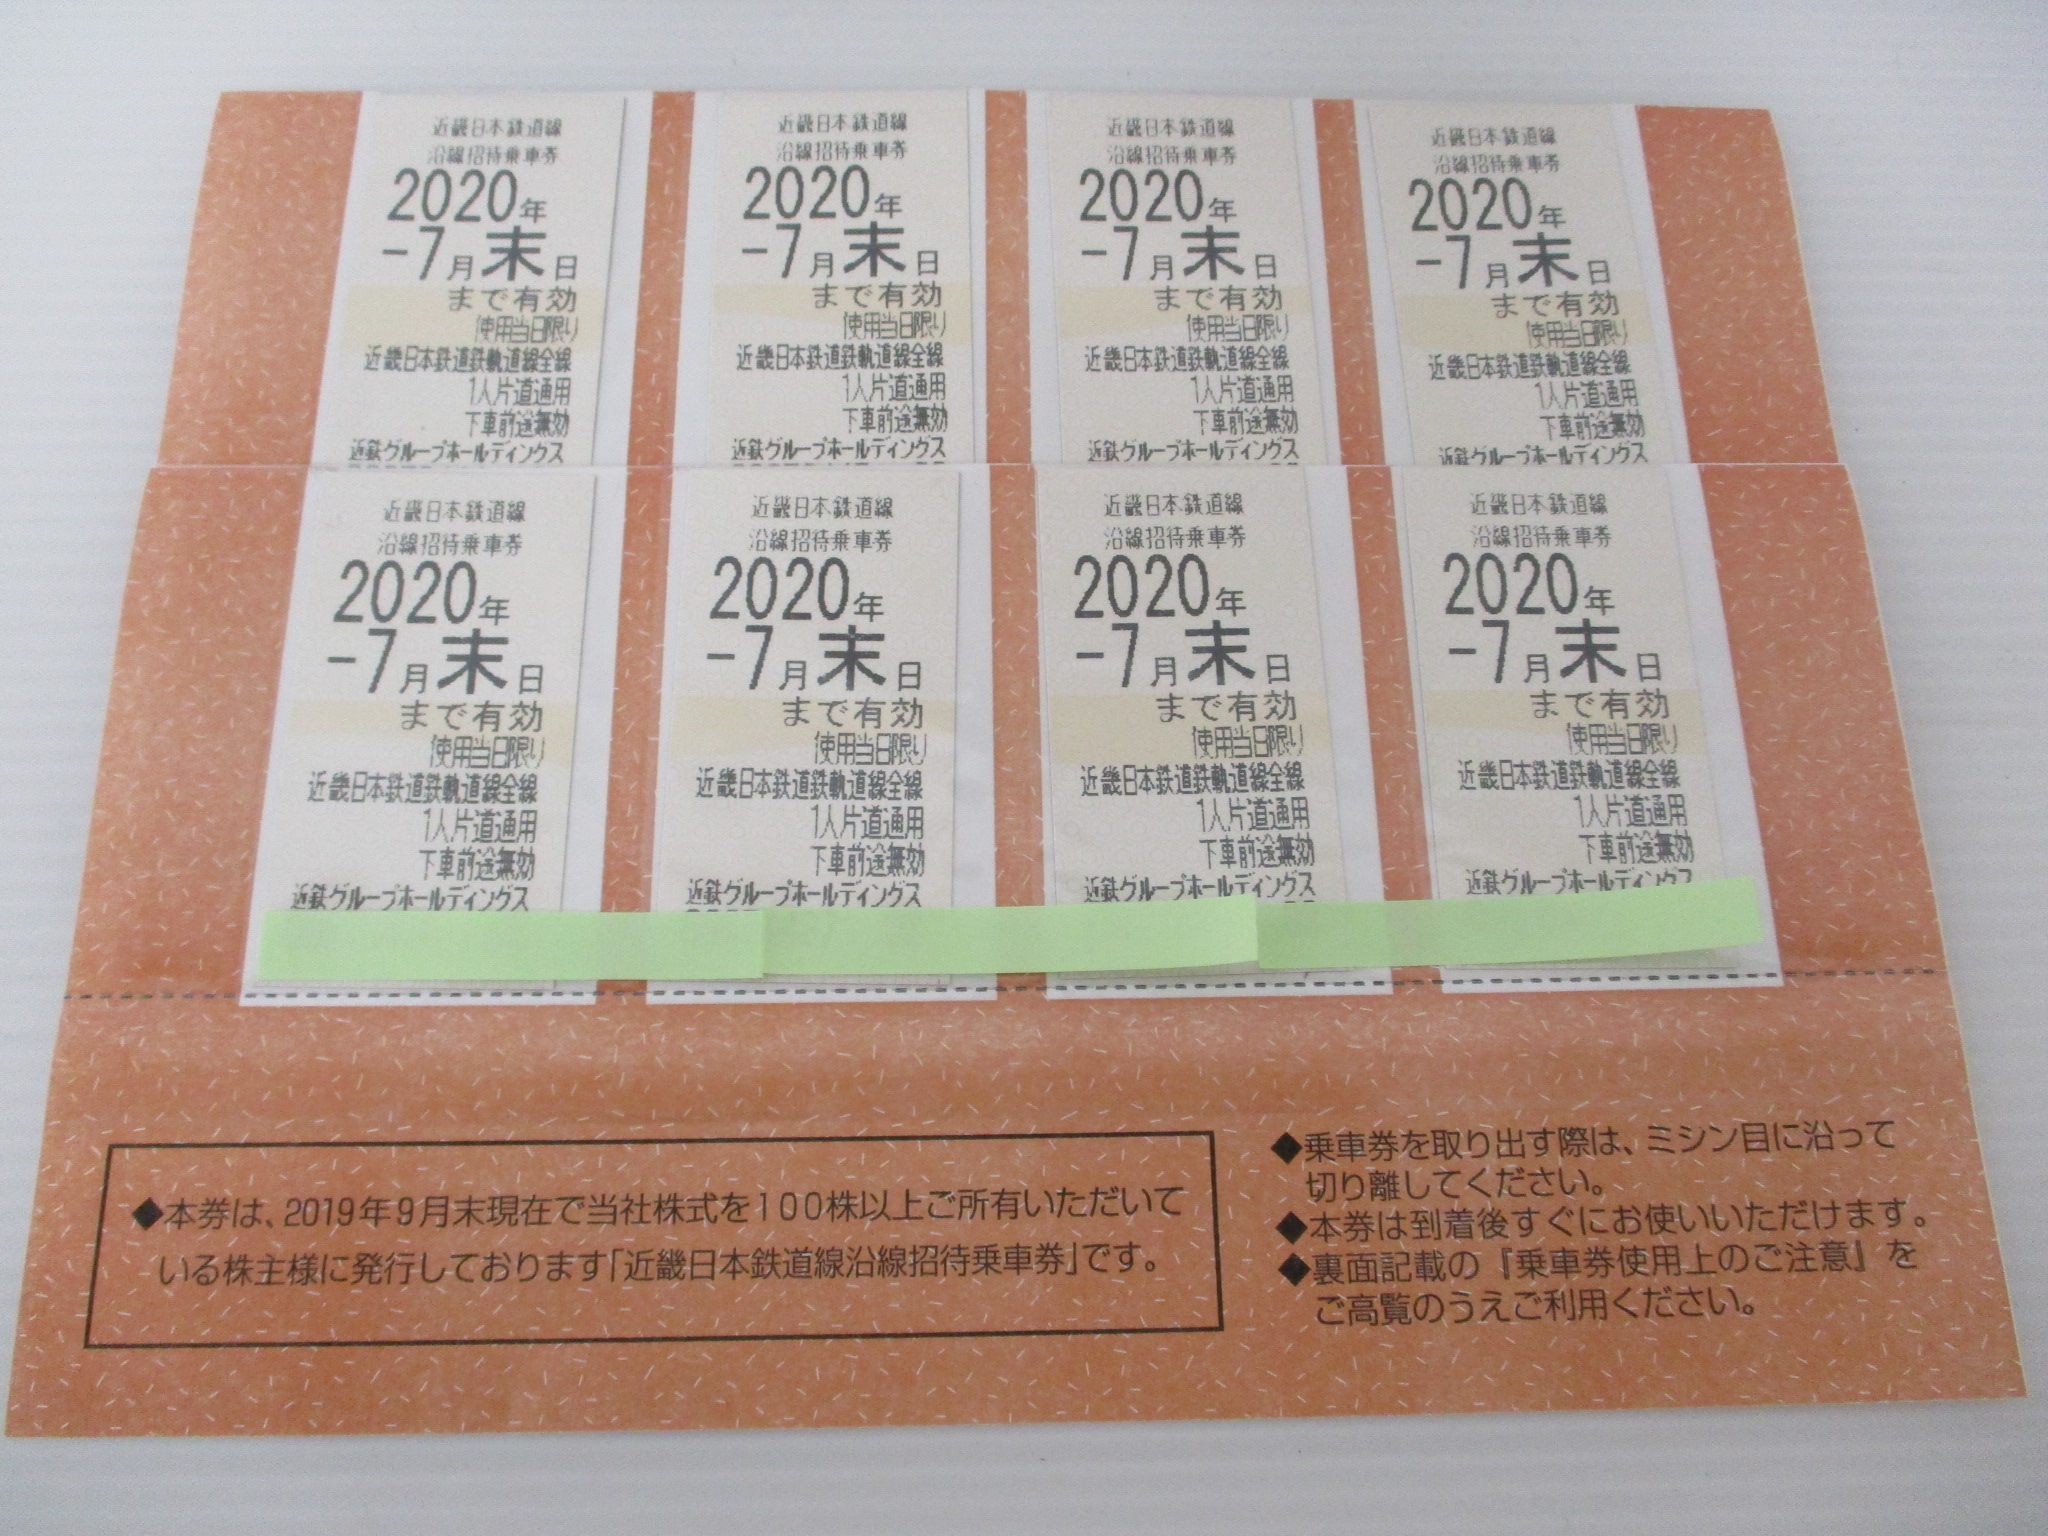 近畿日本鉄道線
沿線招待乗車券
2020年
-7月末日
まで有効
使用当日限り
近畿日本鉄道鉄軌道線全線
1人片道通用
下車前途無効
近鉄グループホールディングス
近畿日本鉄道線
沿線招待乗車券
2020年
-7月末日
まで有効
使用当日限り
近畿日本鉄道鉄軌道線全線
1人片道通用
下車前途無効
近鉄グループホールディングス
近畿日本鉄道線
沿線招待乗車券
2020年
-7月末日
まで有効
使用当日限り
近畿日本鉄道鉄軌道線全線
1人片道通用
下車前途無効
近鉄グループホールディングス
近畿日本鉄道線
沿線招待乗車券
2020年
-7月末日
まで有効
使用当日限り
近畿日本鉄道鉄軌道線全線
1人片道通用
下車前途無効
近鉄グループホールディングス
近畿日本鉄道線
沿線招待乗車券
2020年
-7月末日
まで有効
使用当日限り
近畿日本鉄道鉄軌道線全線
1人片道通用
下車前途無効
近鉄グループホールディングス
近畿日本鉄道線
沿線招待乗車券
2020年
-7月末日
まで有効
使用当日限り
近畿日本鉄道鉄軌道線全線
1人片道通用
下車前途無効
近鉄グループホールディングス
近畿日本鉄道線
沿線招待乗車券
2020年
-7月末日
まで有効
使用当日限り
近畿日本鉄道鉄軌道線全線
1人片道通用
下車前途無効
近鉄グループホールディングス
近畿日本鉄道線
沿線招待乗車券
2020年
-7月末日
まで有効
使用当日限り
近畿日本鉄道鉄軌道線全線
1人片道通用
下車前途無効
近鉄グループホールディングス
◆本券は、2019年9月末現在で当社株式を100株以上ご所有いただいて
いる株主様に発行しております「近畿日本鉄道線沿線招待乗車券」です。
◆乗車券を取り出す際は、ミシン目に沿って
切り離してください。
◆本券は到着後すぐにお使いいただけます。
◆裏面記載の『乗車券使用上のご注意』を
ご高覧のうえご利用ください。